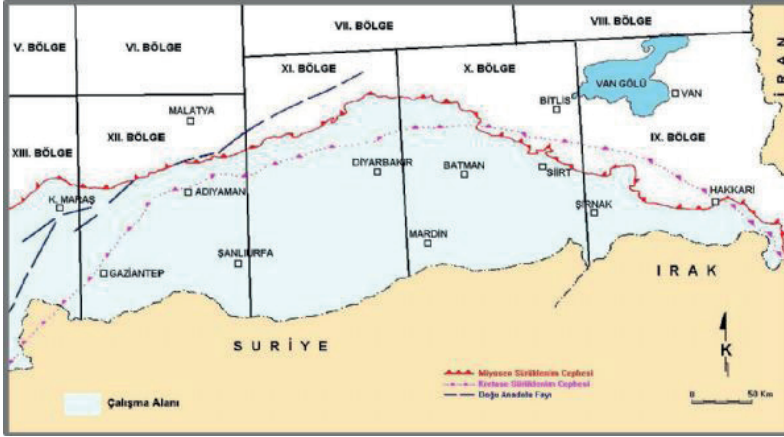 VII. BÖLGE
VIII. BÖLGE
V. BÖLGE
VI. BÖLGE
İRAN
XI. BÖLGE
X. BÖLGE
VAN GÖLÜ
VAN
BİTLİS
MALATYA
XII. BÖLGE
IX. BÖLGE
XIII. BÖLGE
DİYARBAKIR
BATMAN
SİİRT
HAKKARİ
K. MARAŞ
ADIYAMAN
ŞIRNAK
MARDİN
ŞANLIURFA
GAZİANTEP
IRAK
SURİYE
K
Miyosen Sürüklenim Cephesi
Kretase Sürüklenim Cephesi
Doğu Anadolu Fayı
Çalışma Alanı
0 50 Km